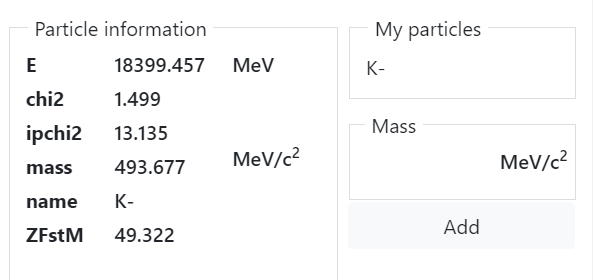 Particle information
E 18399.457 MeV
chi2 1.499
ipchi2 13.135
mass 493.677 MeV/c²
name K-
ZFstM 49.322
My particles
K-
Mass
MeV/c²
Add